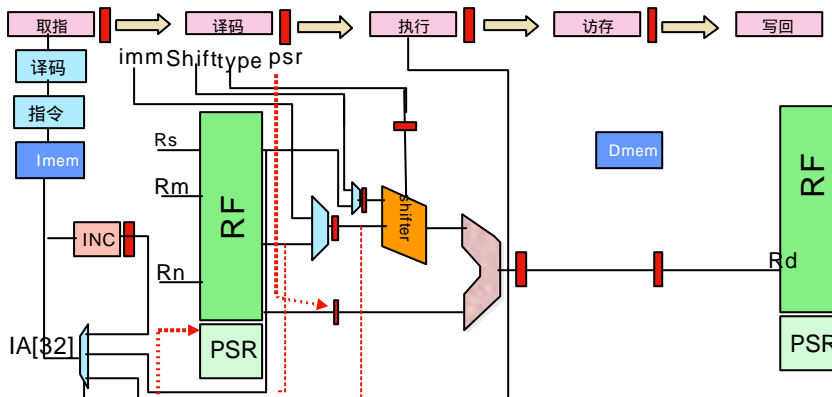 取指
译码
执行
访存
写回
imm Shift type psr
译码
指令
Imem
Rs
Rm
Rn
RF
shifter
Dmem
RF
INC
Rd
IA[32]
PSR
PSR